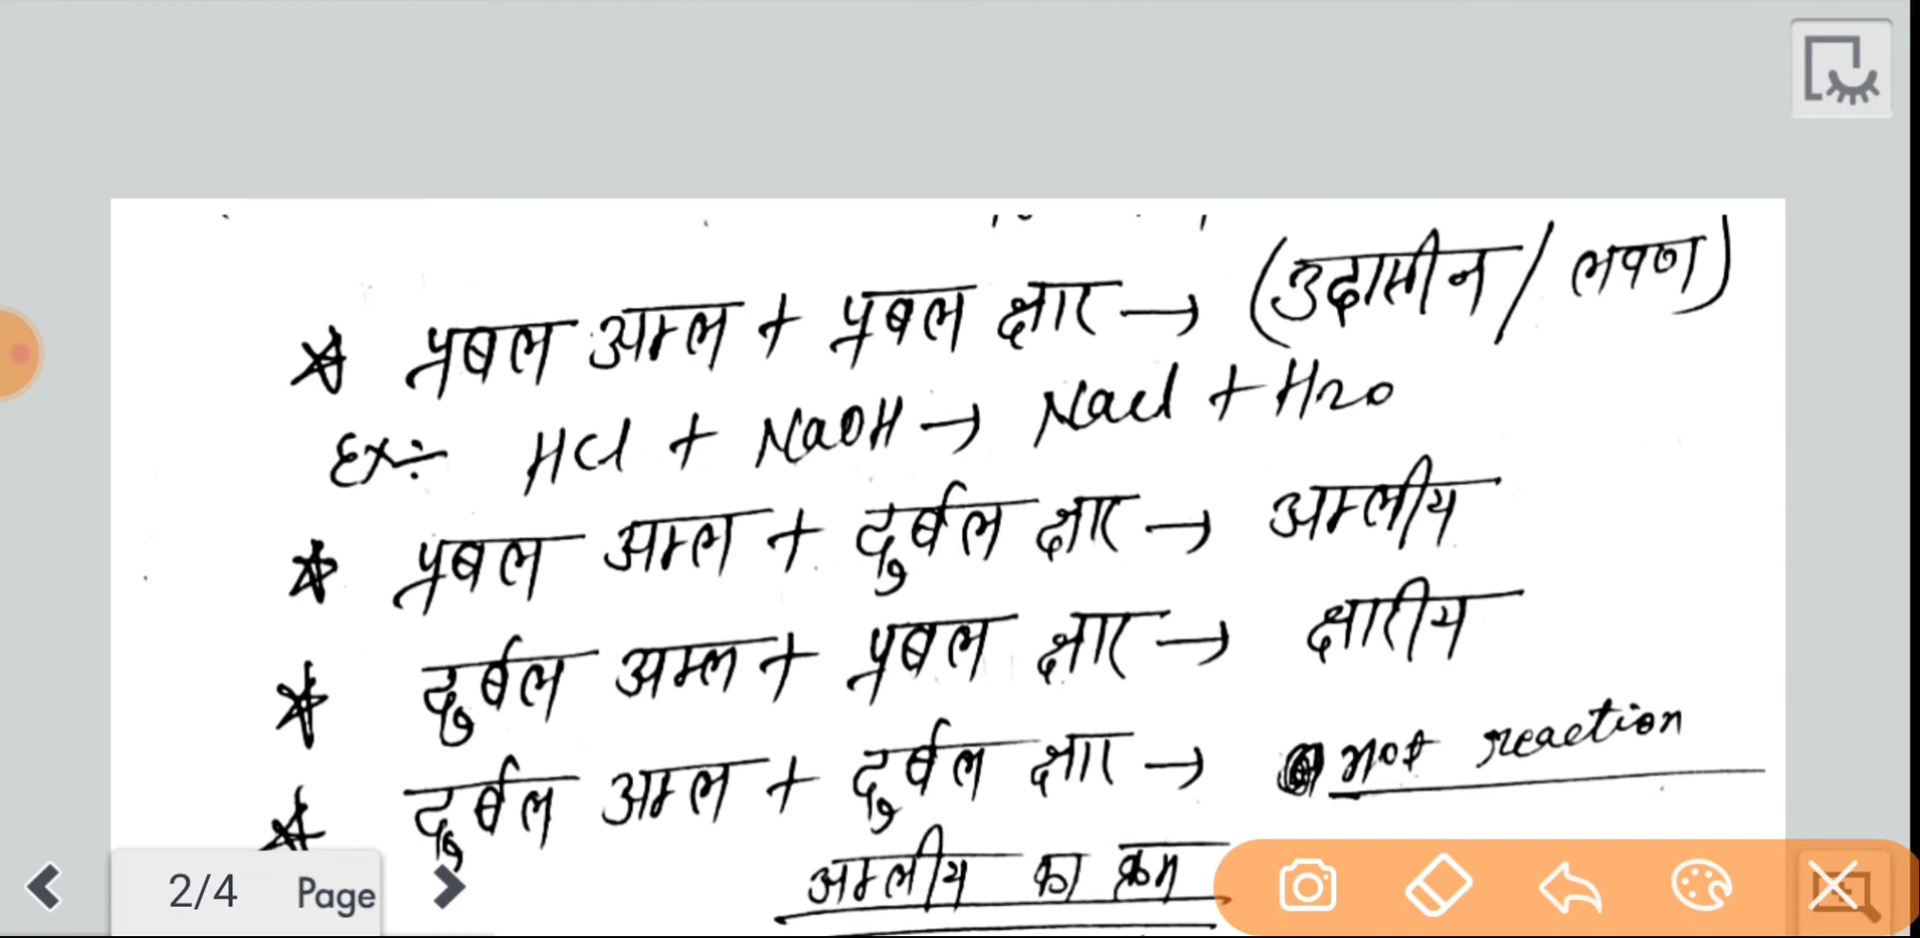 * प्रबल अम्ल + प्रबल क्षार → (उदासीन / लवण)
Ex÷ HCl + NaOH → NaCl + H2O
* प्रबल अम्ल + दुर्बल क्षार → अम्लीय
* दुर्बल अम्ल + प्रबल क्षार → क्षारीय
* दुर्बल अम्ल + दुर्बल क्षार → not reaction
अम्लीय का क्रम
2/4 Page